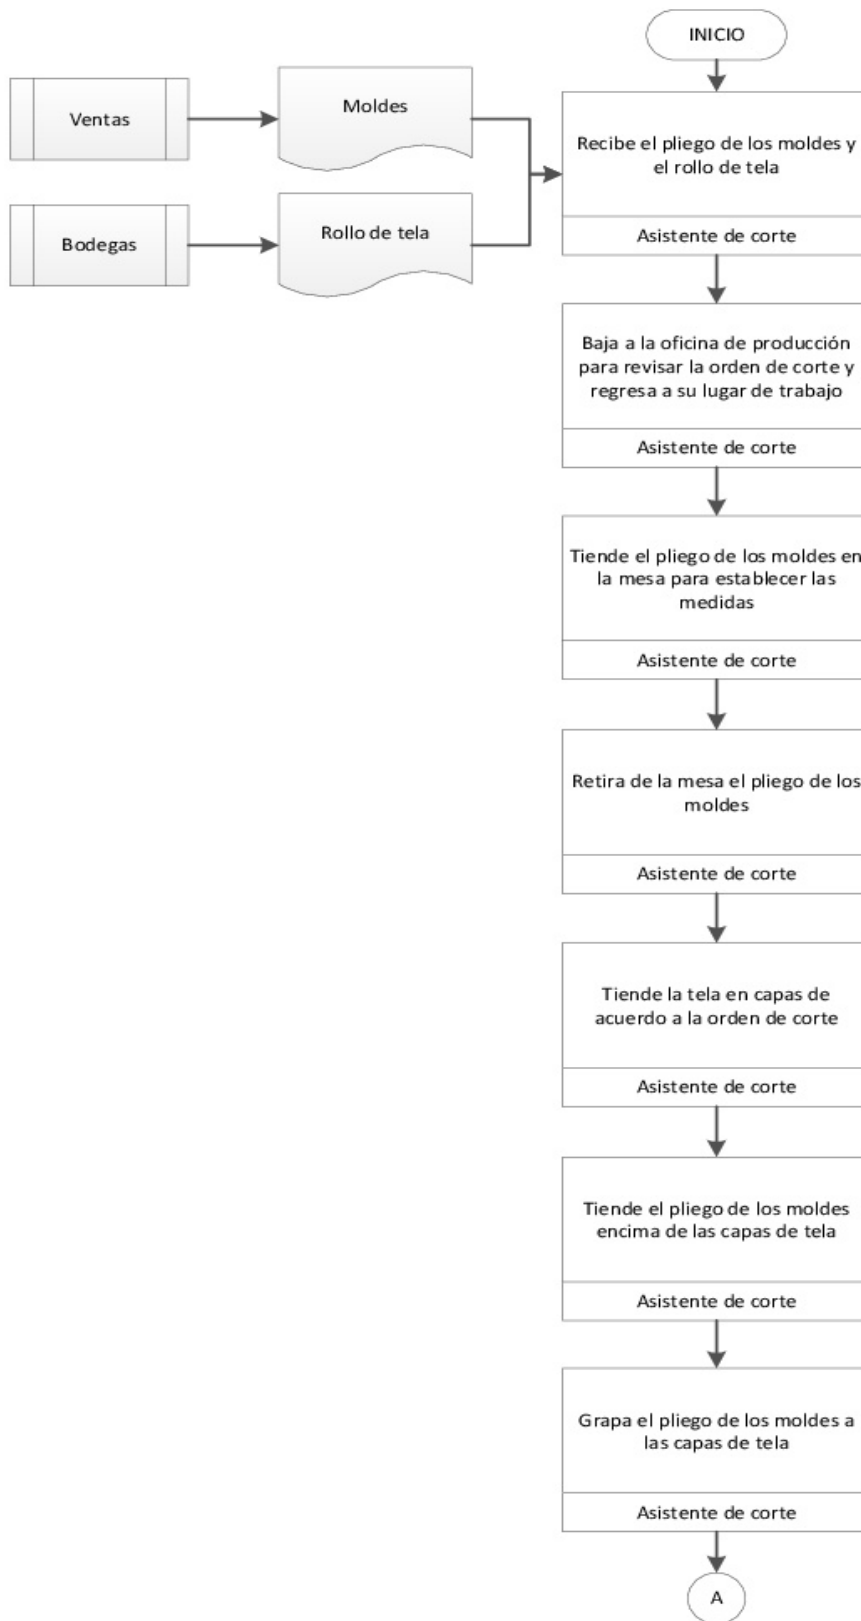 INICIO
Ventas
Moldes
Recibe el pliego de los moldes y
el rollo de tela
Asistente de corte
Bodegas
Rollo de tela
Baja a la oficina de producción
para revisar la orden de corte y
regresa a su lugar de trabajo
Asistente de corte
Tiende el pliego de los moldes en
la mesa para establecer las
medidas
Asistente de corte
Retira de la mesa el pliego de los
moldes
Asistente de corte
Tiende la tela en capas de
acuerdo a la orden de corte
Asistente de corte
Tiende el pliego de los moldes
encima de las capas de tela
Asistente de corte
Grapa el pliego de los moldes a
las capas de tela
Asistente de corte
A